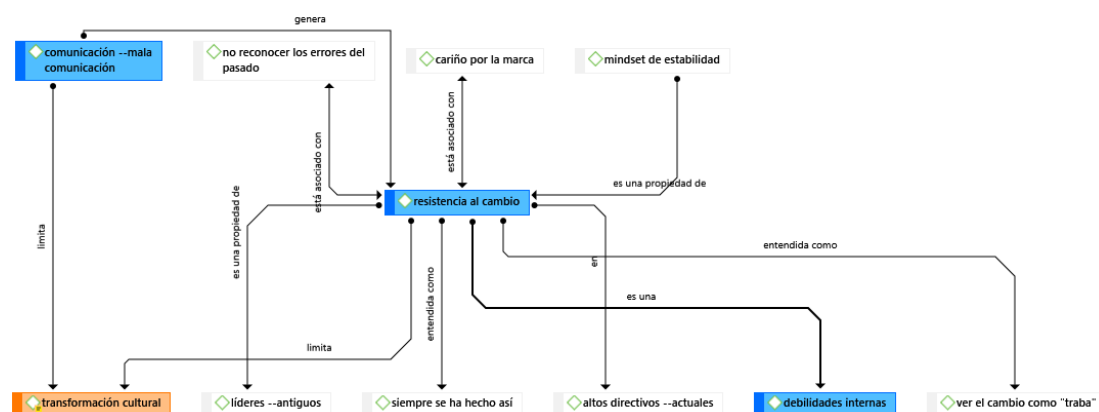 genera
comunicación --mala
comunicación
no reconocer los errores del
pasado
cariño por la marca
mindset de estabilidad
está asociado con
está asociado con
es una propiedad de
resistencia al cambio
es una propiedad de
limita
entendida como
en
entendida como
es una
limita
transformación cultural
líderes --antiguos
siempre se ha hecho así
altos directivos --actuales
debilidades internas
ver el cambio como "traba"